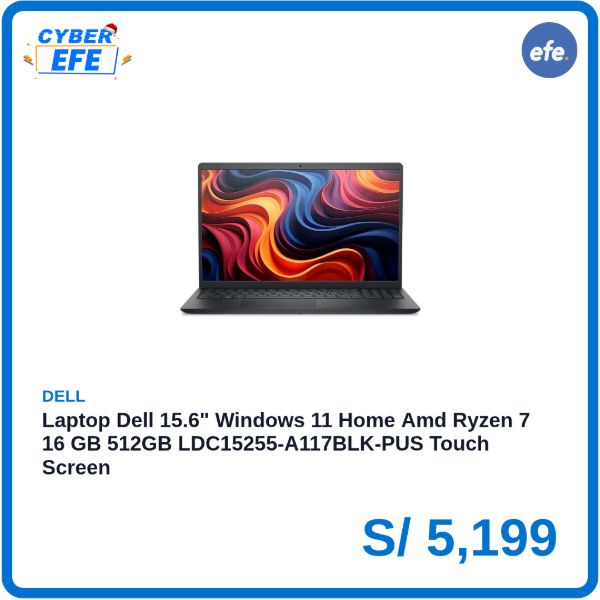 CYBER
EFE
efe.
DELL
Laptop Dell 15.6" Windows 11 Home Amd Ryzen 7
16 GB 512GB LDC15255-A117BLK-PUS Touch
Screen
S/ 5,199